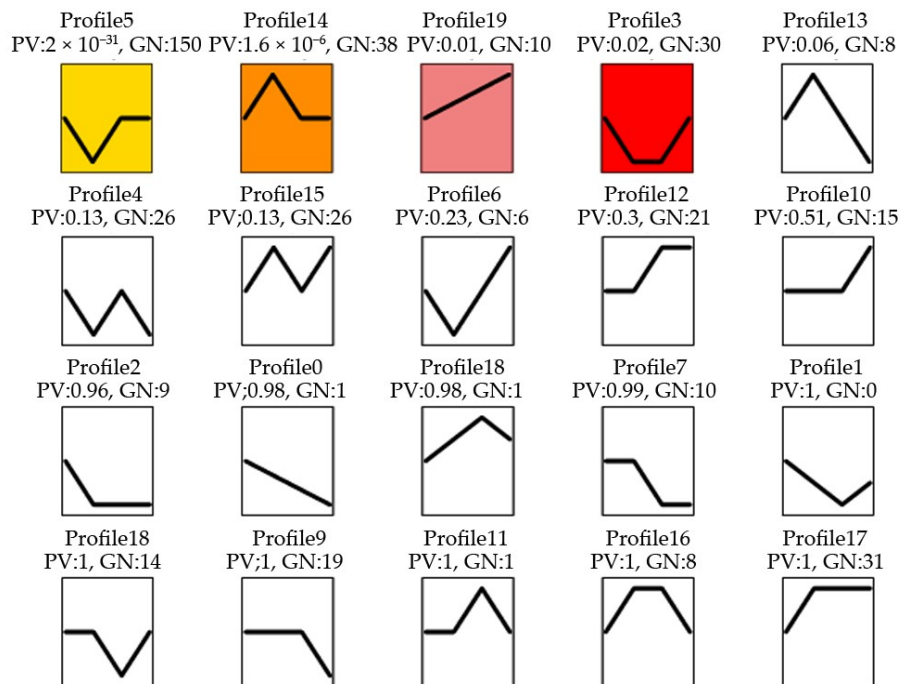 Profile5 Profile14 Profile19 Profile3 Profile13
PV:2 × 10⁻³¹, GN:150 PV:1.6 × 10⁻⁶, GN:38 PV:0.01, GN:10 PV:0.02, GN:30 PV:0.06, GN:8
Profile4 Profile15 Profile6 Profile12 Profile10
PV:0.13, GN:26 PV;0.13, GN:26 PV:0.23, GN:6 PV:0.3, GN:21 PV:0.51, GN:15
Profile2 Profile0 Profile18 Profile7 Profile1
PV:0.96, GN:9 PV;0.98, GN:1 PV:0.98, GN:1 PV:0.99, GN:10 PV:1, GN:0
Profile18 Profile9 Profile11 Profile16 Profile17
PV:1, GN:14 PV;1, GN:19 PV:1, GN:1 PV:1, GN:8 PV:1, GN:31